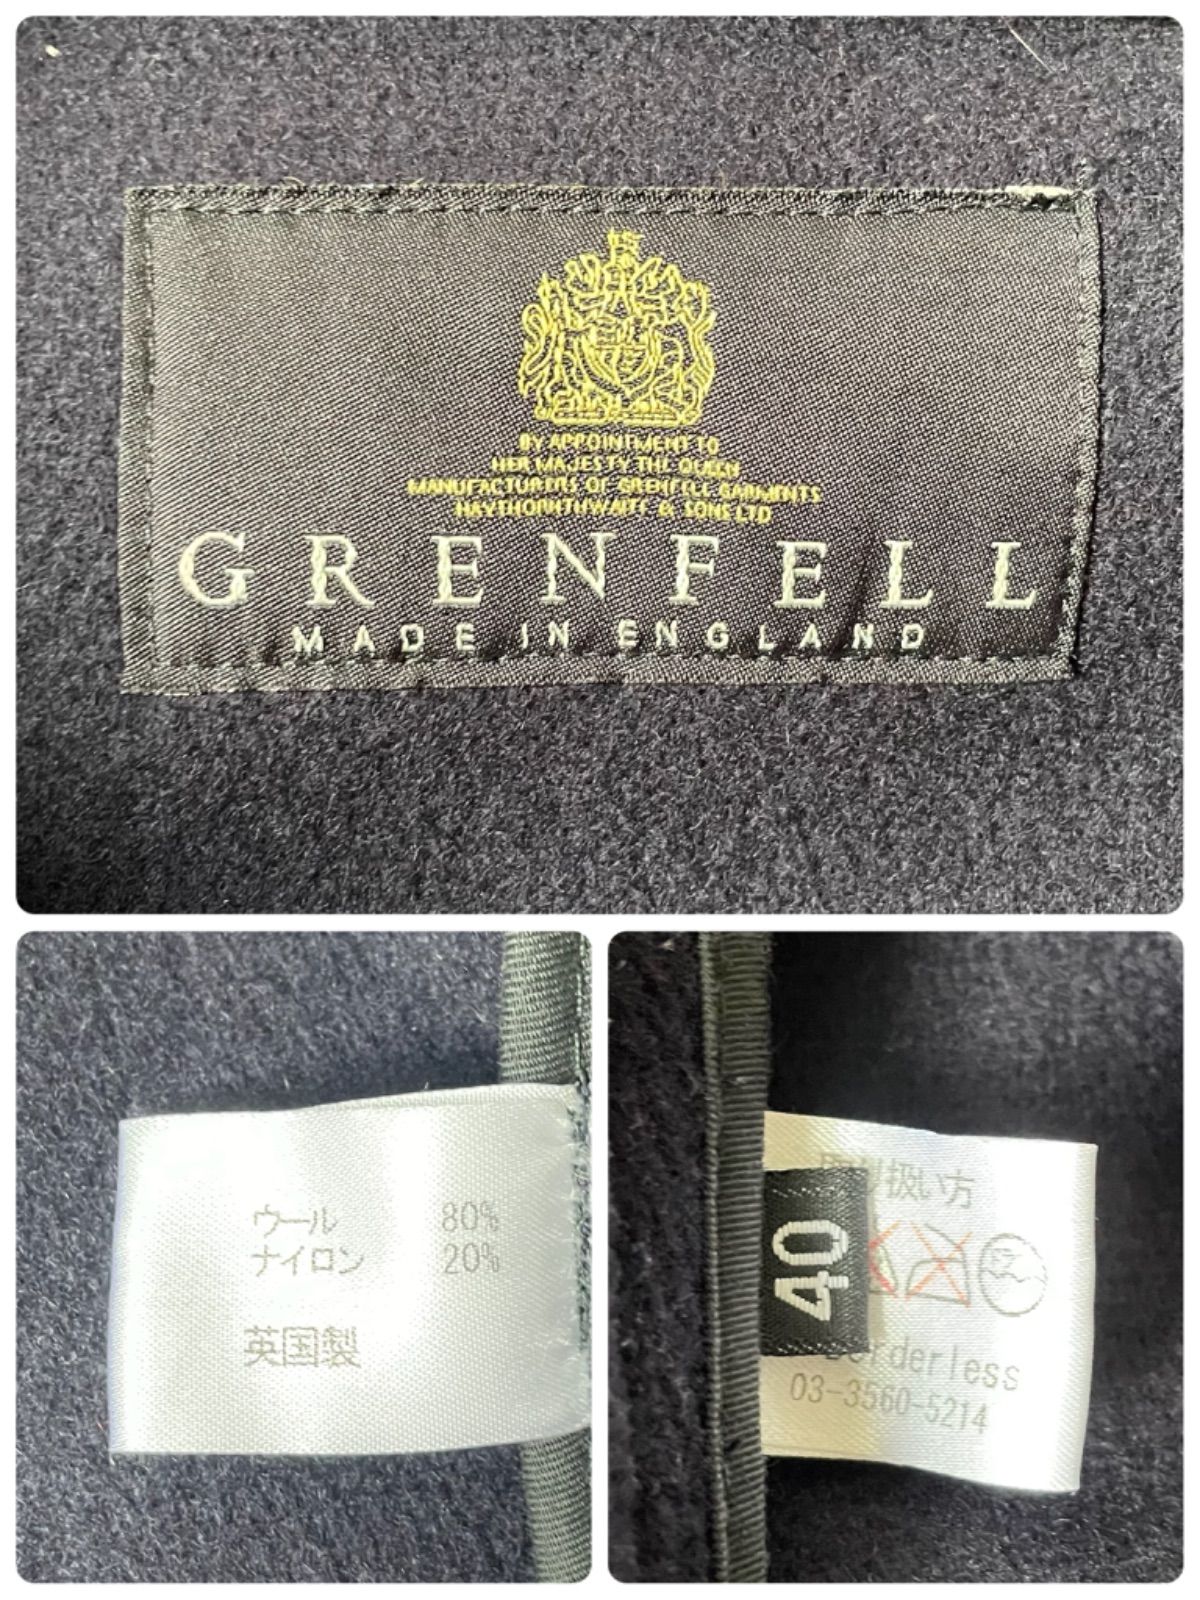 BY APPOINTMENT TO
HER MAJESTY THE QUEEN
MANUFACTURERS OF GRENFELL GARMENTS
HAYTHORNTHWAITE & SONS LTD
GRENFELL
MADE IN ENGLAND
ウール 80%
ナイロン 20%
英国製
取り扱い方
40
Borderless
03-3560-5214